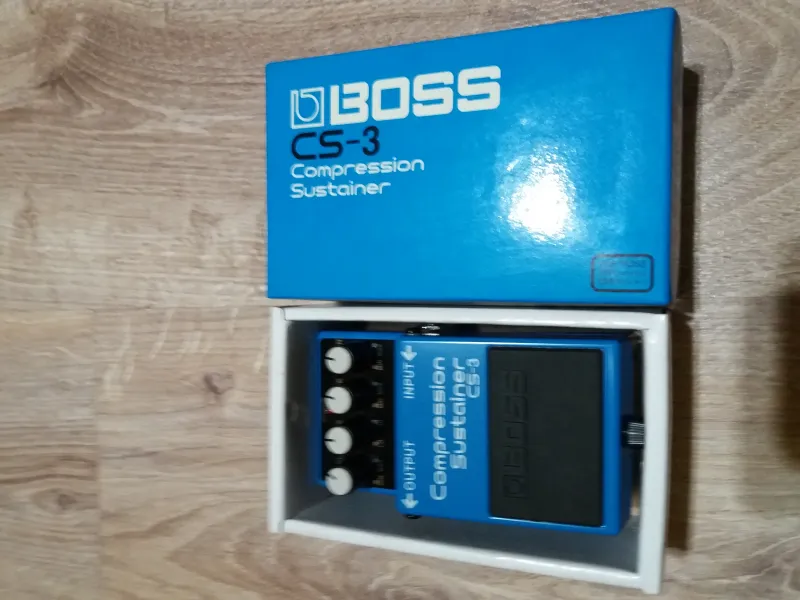 BOSS
CS-3
Compression
Sustainer
INPUT
OUTPUT
Compression
Sustainer
CS-3
BOSS